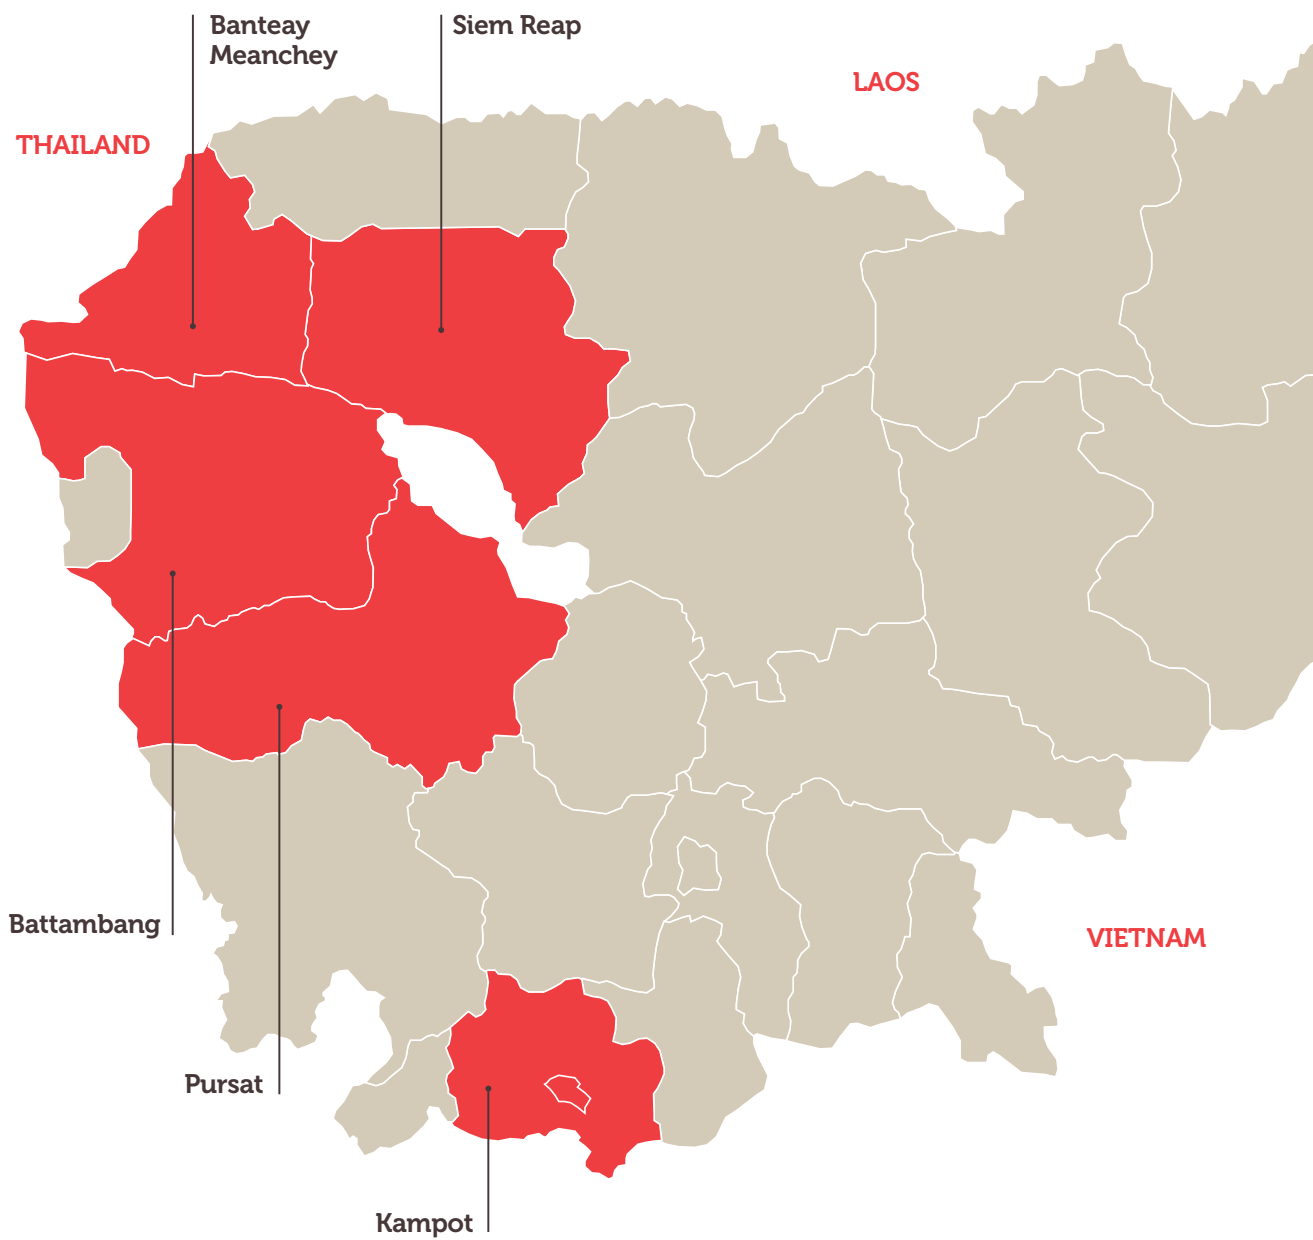 Banteay
Meanchey
Siem Reap
LAOS
THAILAND
Battambang
VIETNAM
Pursat
Kampot